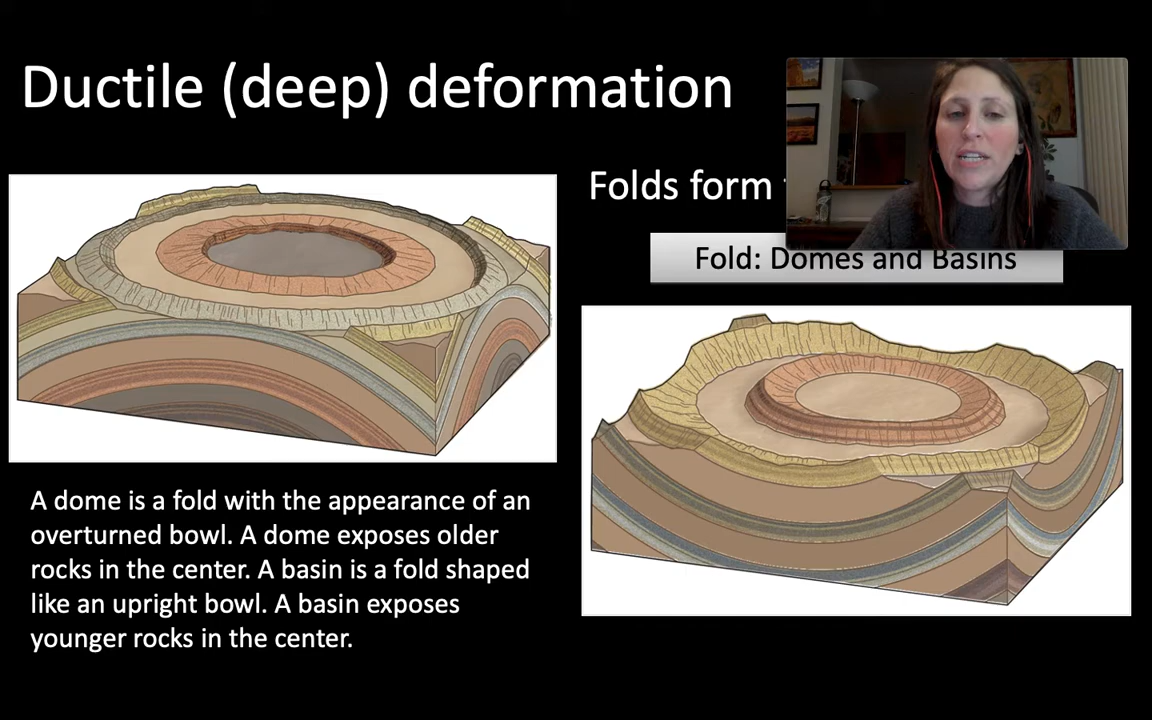 Ductile (deep) deformation
Folds form
Fold: Domes and Basins
A dome is a fold with the appearance of an
overturned bowl. A dome exposes older
rocks in the center. A basin is a fold shaped
like an upright bowl. A basin exposes
younger rocks in the center.